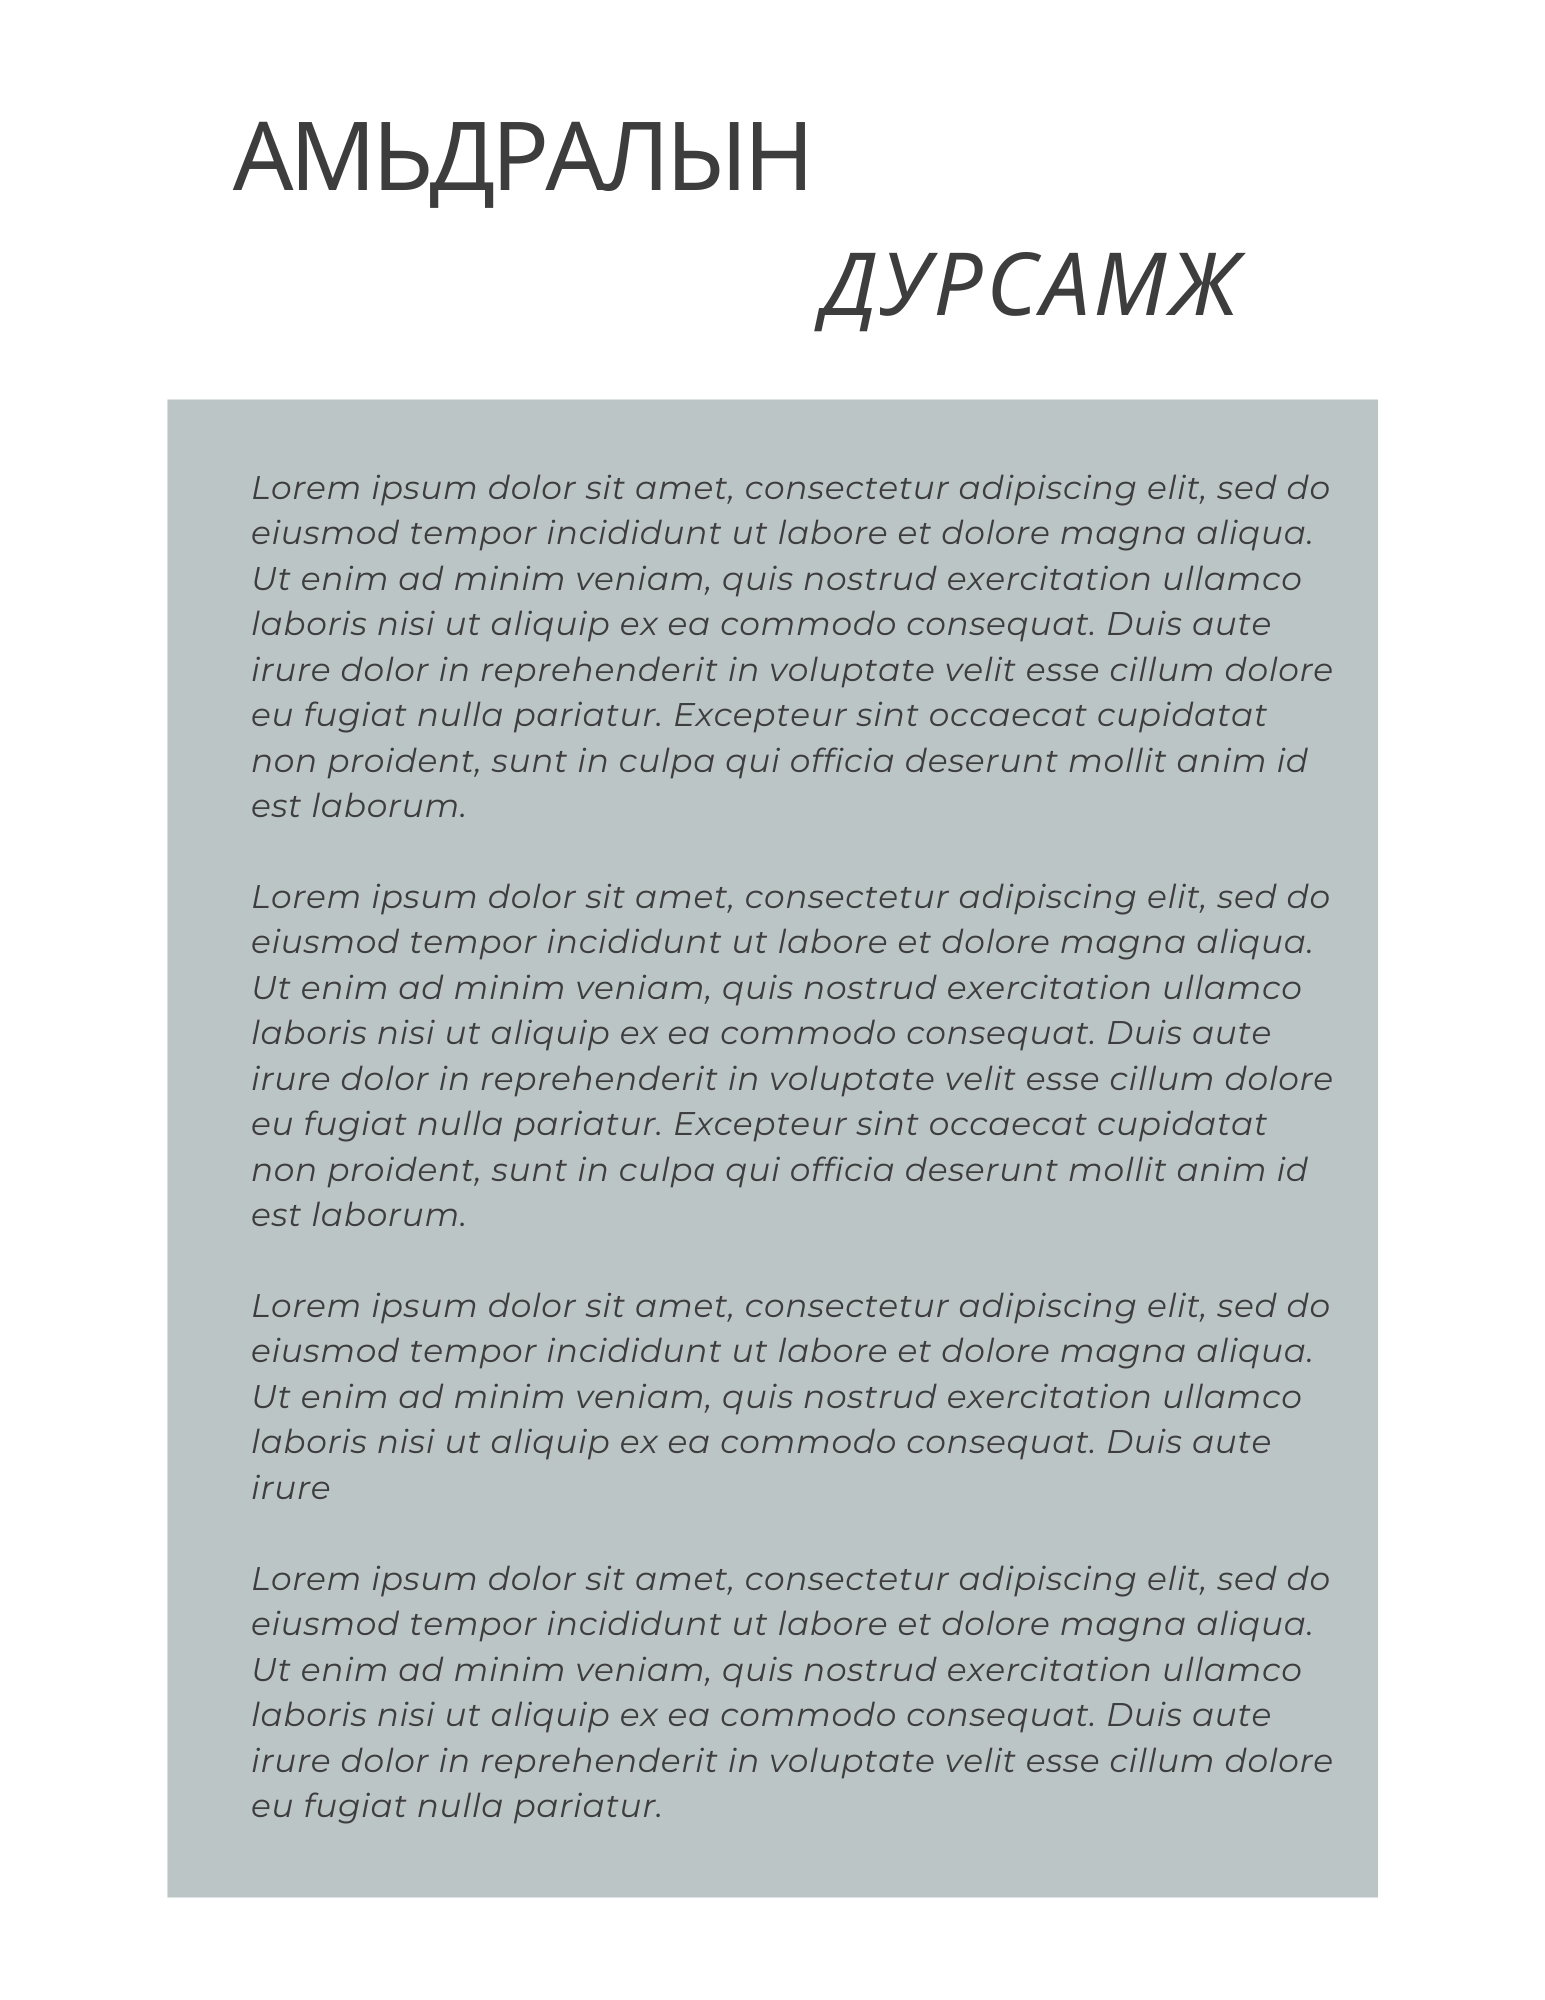 АМЬДРАЛЫН
ДУРСАМЖ
Lorem ipsum dolor sit amet, consectetur adipiscing elit, sed do
eiusmod tempor incididunt ut labore et dolore magna aliqua.
Ut enim ad minim veniam, quis nostrud exercitation ullamco
laboris nisi ut aliquip ex ea commodo consequat. Duis aute
irure dolor in reprehenderit in voluptate velit esse cillum dolore
eu fugiat nulla pariatur. Excepteur sint occaecat cupidatat
non proident, sunt in culpa qui officia deserunt mollit anim id
est laborum.
Lorem ipsum dolor sit amet, consectetur adipiscing elit, sed do
eiusmod tempor incididunt ut labore et dolore magna aliqua.
Ut enim ad minim veniam, quis nostrud exercitation ullamco
laboris nisi ut aliquip ex ea commodo consequat. Duis aute
irure dolor in reprehenderit in voluptate velit esse cillum dolore
eu fugiat nulla pariatur. Excepteur sint occaecat cupidatat
non proident, sunt in culpa qui officia deserunt mollit anim id
est laborum.
Lorem ipsum dolor sit amet, consectetur adipiscing elit, sed do
eiusmod tempor incididunt ut labore et dolore magna aliqua.
Ut enim ad minim veniam, quis nostrud exercitation ullamco
laboris nisi ut aliquip ex ea commodo consequat. Duis aute
irure
Lorem ipsum dolor sit amet, consectetur adipiscing elit, sed do
eiusmod tempor incididunt ut labore et dolore magna aliqua.
Ut enim ad minim veniam, quis nostrud exercitation ullamco
laboris nisi ut aliquip ex ea commodo consequat. Duis aute
irure dolor in reprehenderit in voluptate velit esse cillum dolore
eu fugiat nulla pariatur.